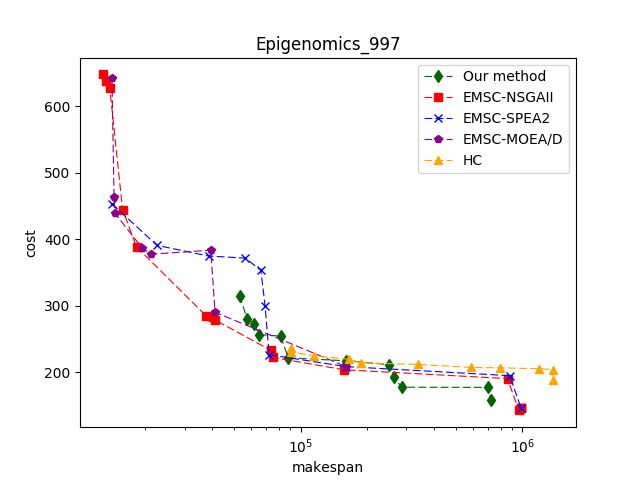 Epigenomics_997
Our method
EMSC-NSGAII
EMSC-SPEA2
EMSC-MOEA/D
HC
cost
600
500
400
300
200
10^5
10^6
makespan